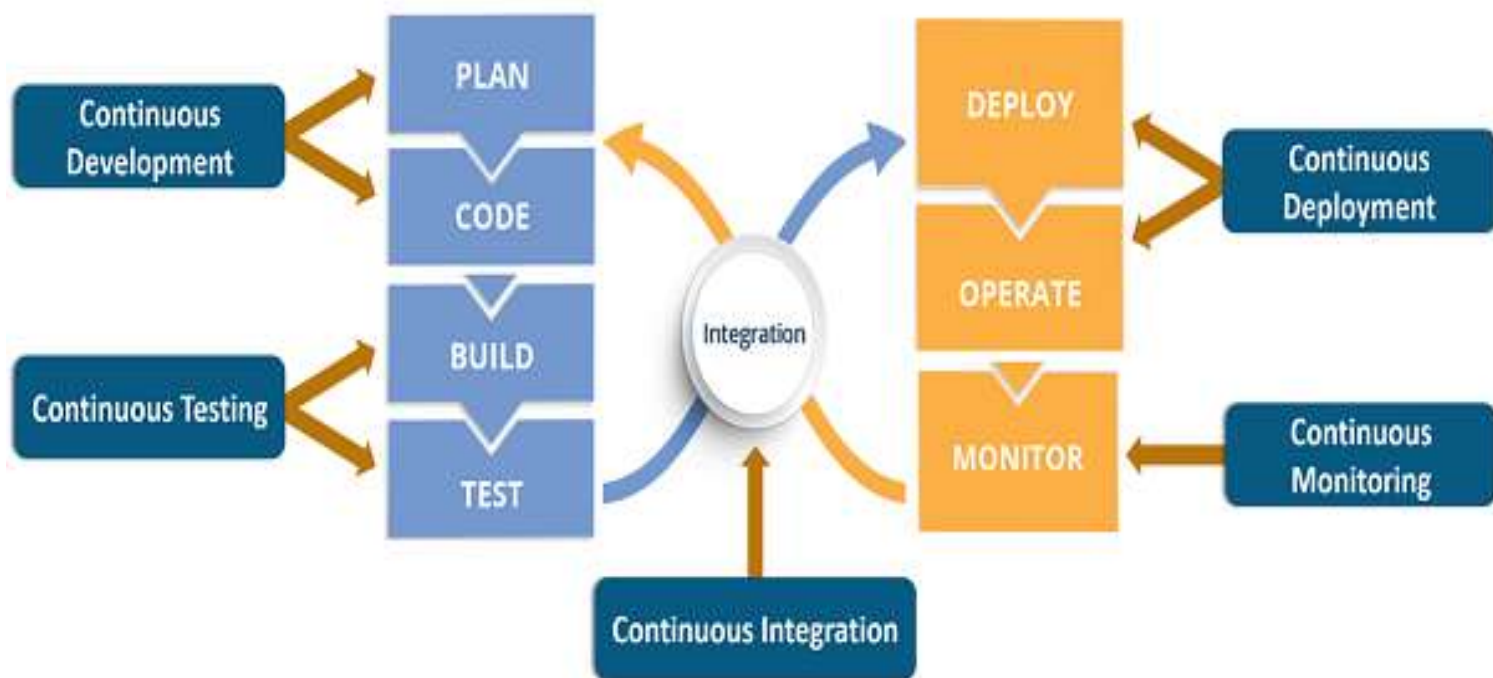 PLAN
Continuous
Development
CODE
BUILD
Continuous Testing
TEST
Integration
Continuous Integration
DEPLOY
Continuous
Deployment
OPERATE
MONITOR
Continuous
Monitoring